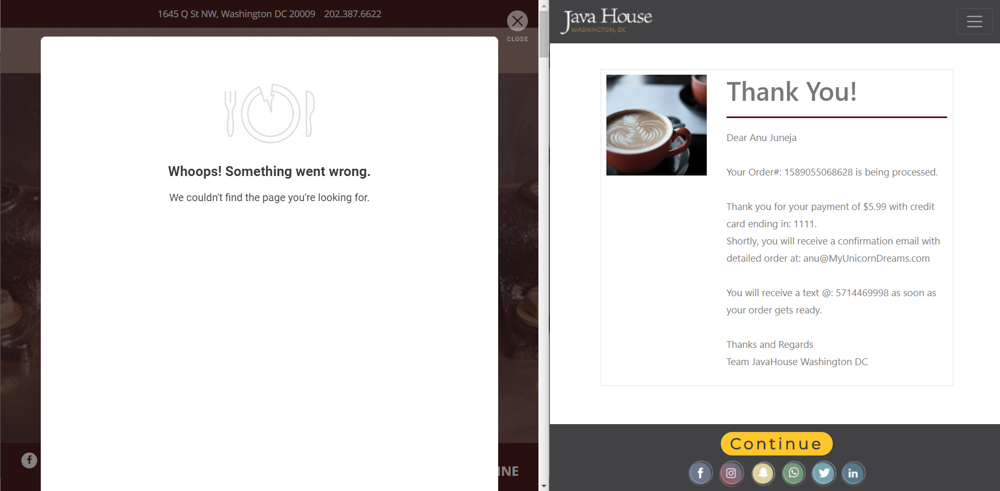 1645 Q St NW, Washington DC 20009 202.387.6622
CLOSE
Whoops! Something went wrong.
We couldn't find the page you're looking for.
f
INE
Java House
WASHINGTON, DC
Thank You!
Dear Anu Juneja
Your Order#: 1589055068628 is being processed.
Thank you for your payment of $5.99 with credit
card ending in: 1111.
Shortly, you will receive a confirmation email with
detailed order at: anu@MyUnicornDreams.com
You will receive a text @: 5714469998 as soon as
your order gets ready.
Thanks and Regards
Team JavaHouse Washington DC
Continue
f
in